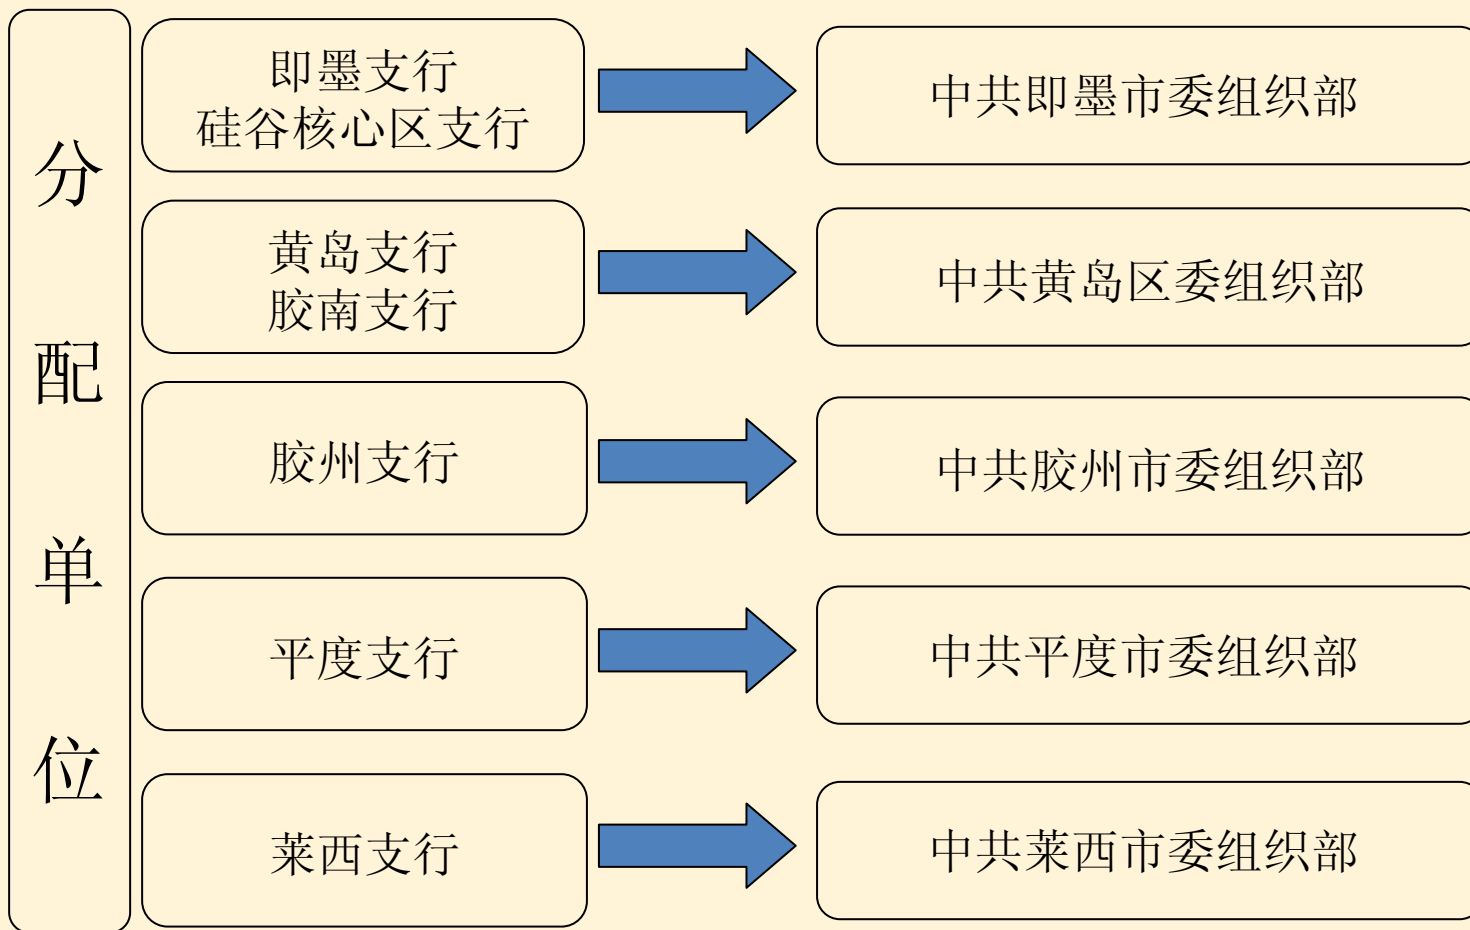 分配单位
即墨支行
硅谷核心区支行
中共即墨市委组织部
黄岛支行
胶南支行
中共黄岛区委组织部
胶州支行
中共胶州市委组织部
平度支行
中共平度市委组织部
莱西支行
中共莱西市委组织部